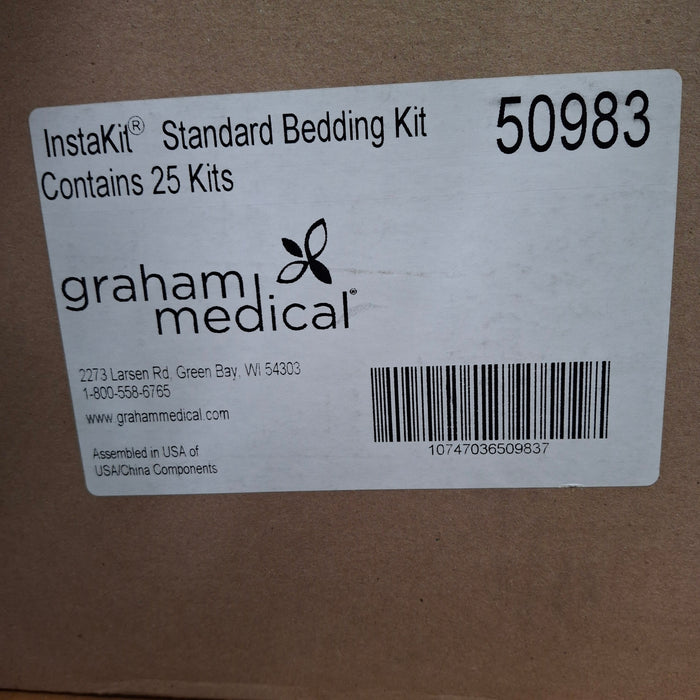 InstaKit® Standard Bedding Kit 50983
Contains 25 Kits
graham
medical®
2273 Larsen Rd, Green Bay, WI 54303
1-800-558-6765
www.grahammedical.com
Assembled in USA of
USA/China Components
10747036509837